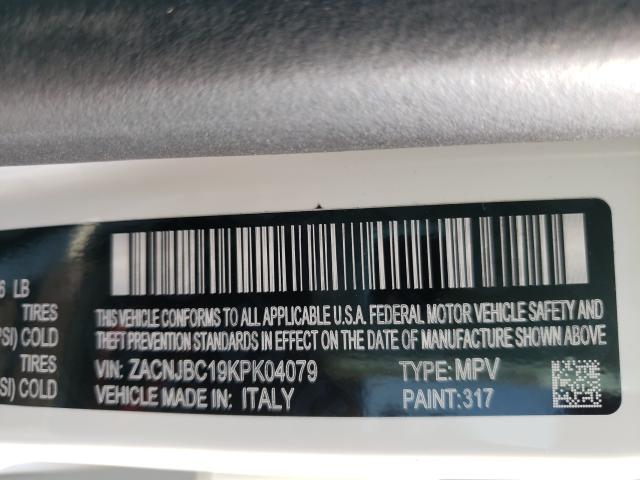 6 LB
TIRES
PSI) COLD
TIRES
SI) COLD
THIS VEHICLE CONFORMS TO ALL APPLICABLE U.S.A. FEDERAL MOTOR VEHICLE SAFETY AND
THEFT PREVENTION STANDARDS IN EFFECT ON THE DATE OF MANUFACTURE SHOWN ABOVE
VIN: ZACNJBC19KPK04079 TYPE: MPV
VEHICLE MADE IN: ITALY PAINT: 317